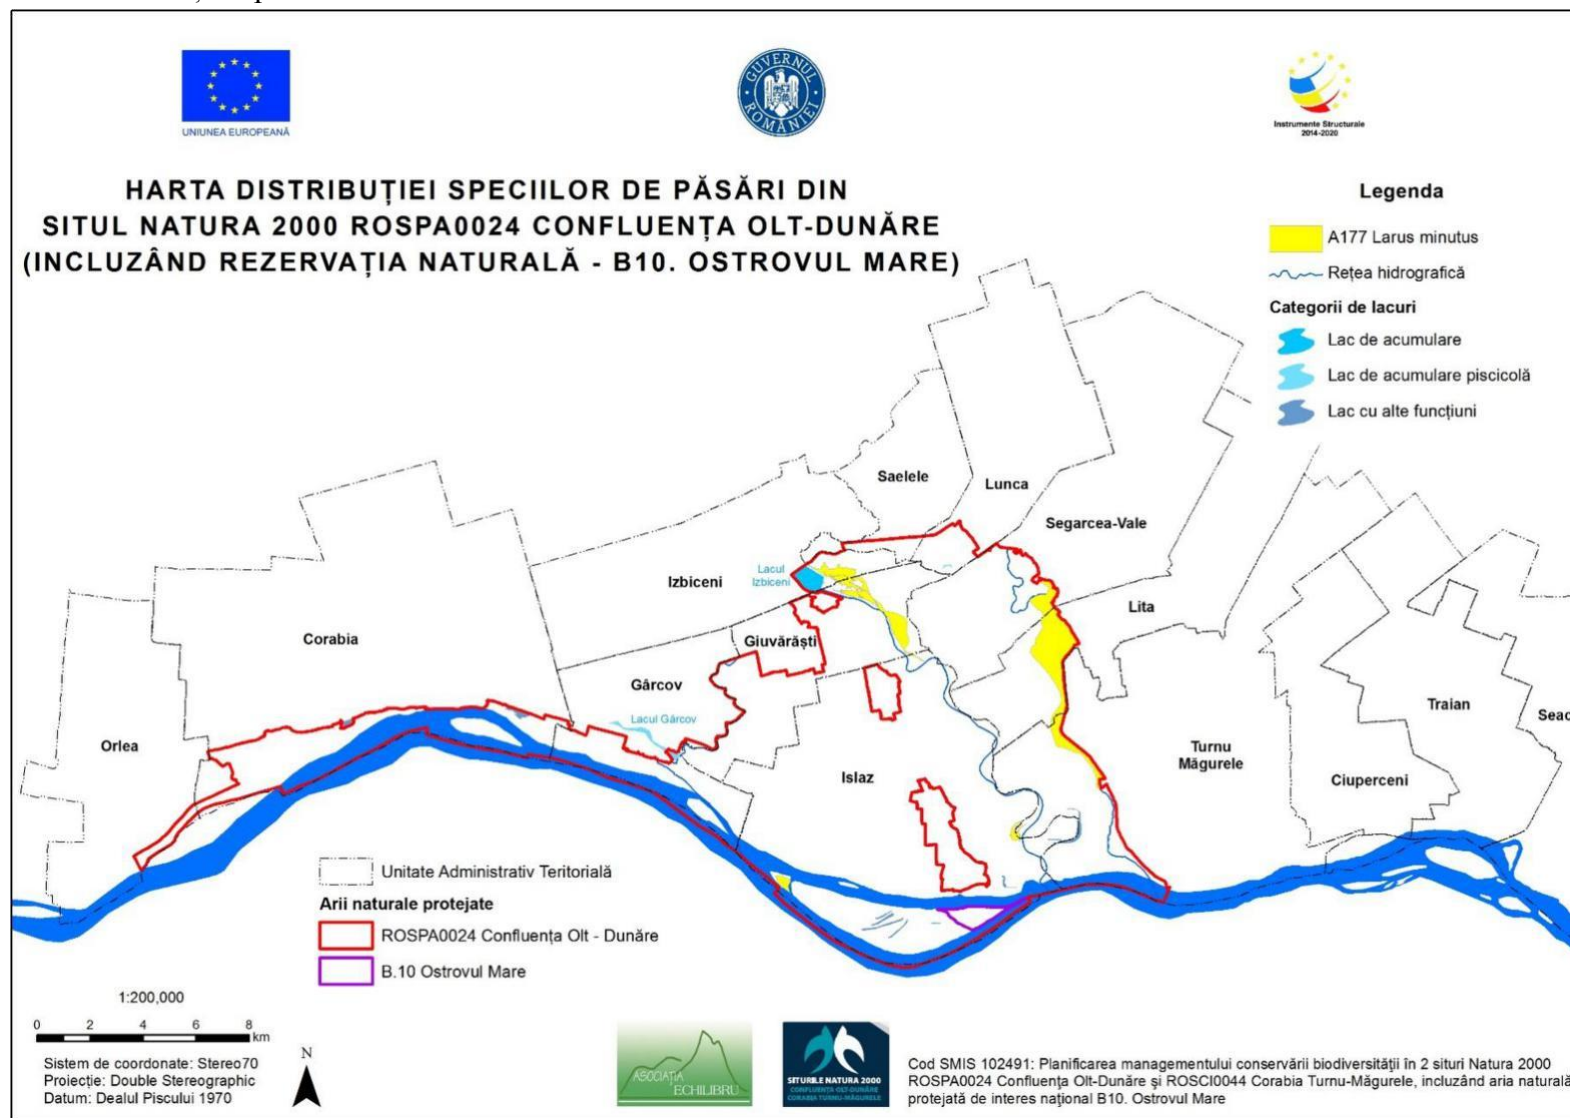 UNIUNEA EUROPEANĂ
GUVERNUL ROMÂNIEI
Instrumente Structurale
2014-2020
HARTA DISTRIBUȚIEI SPECIILOR DE PĂSĂRI DIN
SITUL NATURA 2000 ROSPA0024 CONFLUENȚA OLT-DUNĂRE
(INCLUZÂND REZERVAȚIA NATURALĂ - B10. OSTROVUL MARE)
Legenda
A177 Larus minutus
Rețea hidrografică
Categorii de lacuri
Lac de acumulare
Lac de acumulare piscicolă
Lac cu alte funcțiuni
Saelele
Lunca
Segarcea-Vale
Izbiceni
Lacul
Izbiceni
Lita
Corabia
Giuvărăști
Gârcov
Lacul Gârcov
Orlea
Islaz
Turnu
Măgurele
Traian
Seac
Ciuperceni
Unitate Administrativ Teritorială
Arii naturale protejate
ROSPA0024 Confluența Olt - Dunăre
B.10 Ostrovul Mare
1:200,000
0 2 4 6 8
km
Sistem de coordonate: Stereo70
Proiecție: Double Stereographic
Datum: Dealul Piscului 1970
N
ASOCIAȚIA
ECHILIBRU
SITURILE NATURA 2000
CONFLUENȚA OLT-DUNĂRE
CORABIA TURNU-MĂGURELE
Cod SMIS 102491: Planificarea managementului conservării biodiversității în 2 situri Natura 2000
ROSPA0024 Confluența Olt-Dunăre și ROSCI0044 Corabia Turnu-Măgurele, incluzând aria naturală
protejată de interes național B10. Ostrovul Mare